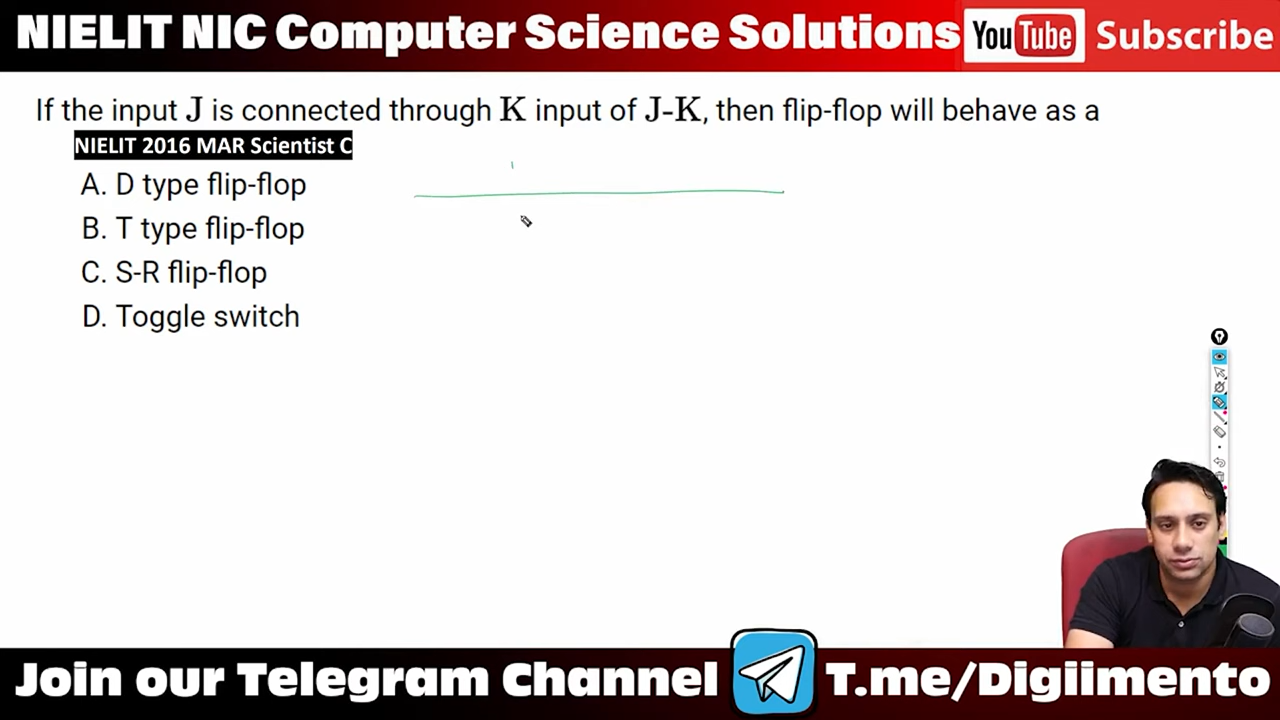 NIELIT NIC Computer Science Solutions YouTube Subscribe
If the input J is connected through K input of J-K, then flip-flop will behave as a
NIELIT 2016 MAR Scientist C
A. D type flip-flop
B. T type flip-flop
C. S-R flip-flop
D. Toggle switch
Join our Telegram Channel T.me/Digiimento